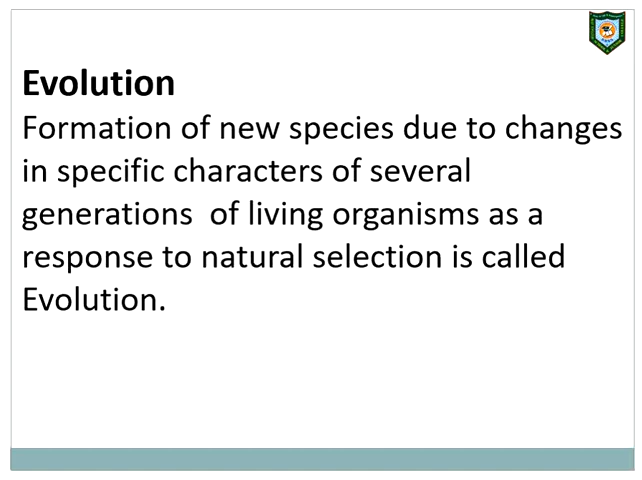 Evolution
Formation of new species due to changes
in specific characters of several
generations  of living organisms as a
response to natural selection is called
Evolution.